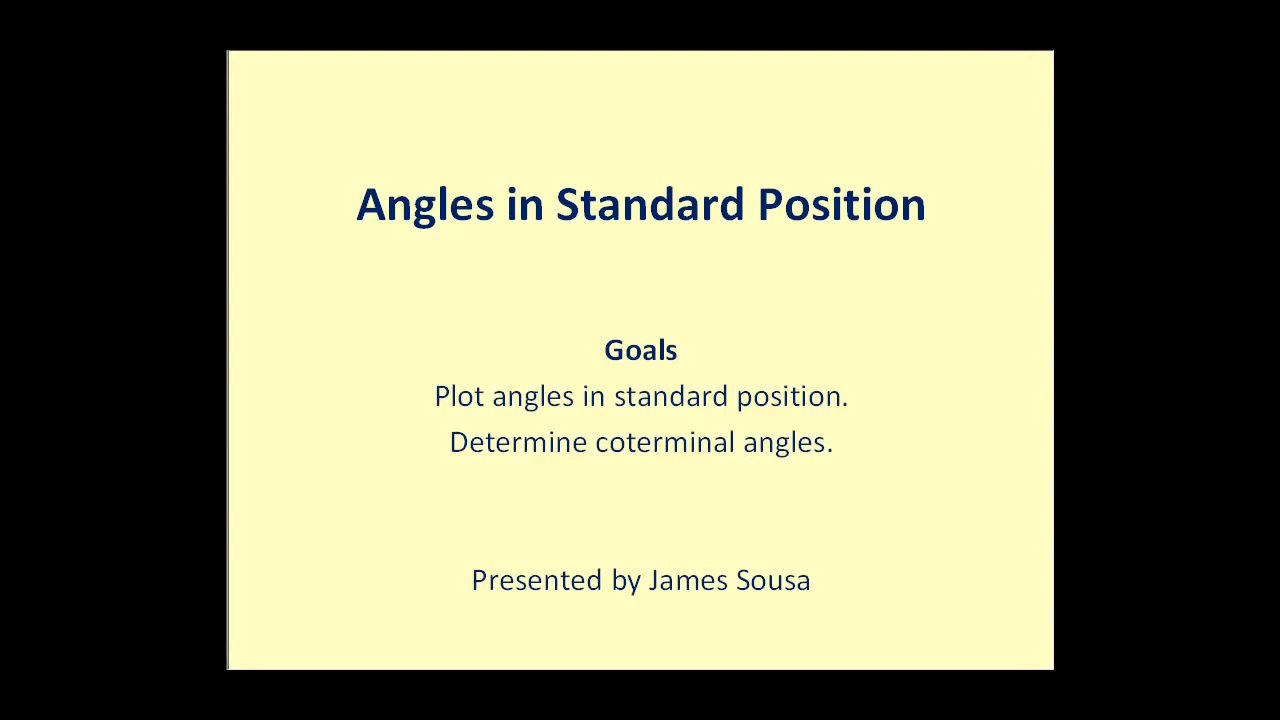 Angles in Standard Position
Goals
Plot angles in standard position.
Determine coterminal angles.
Presented by James Sousa